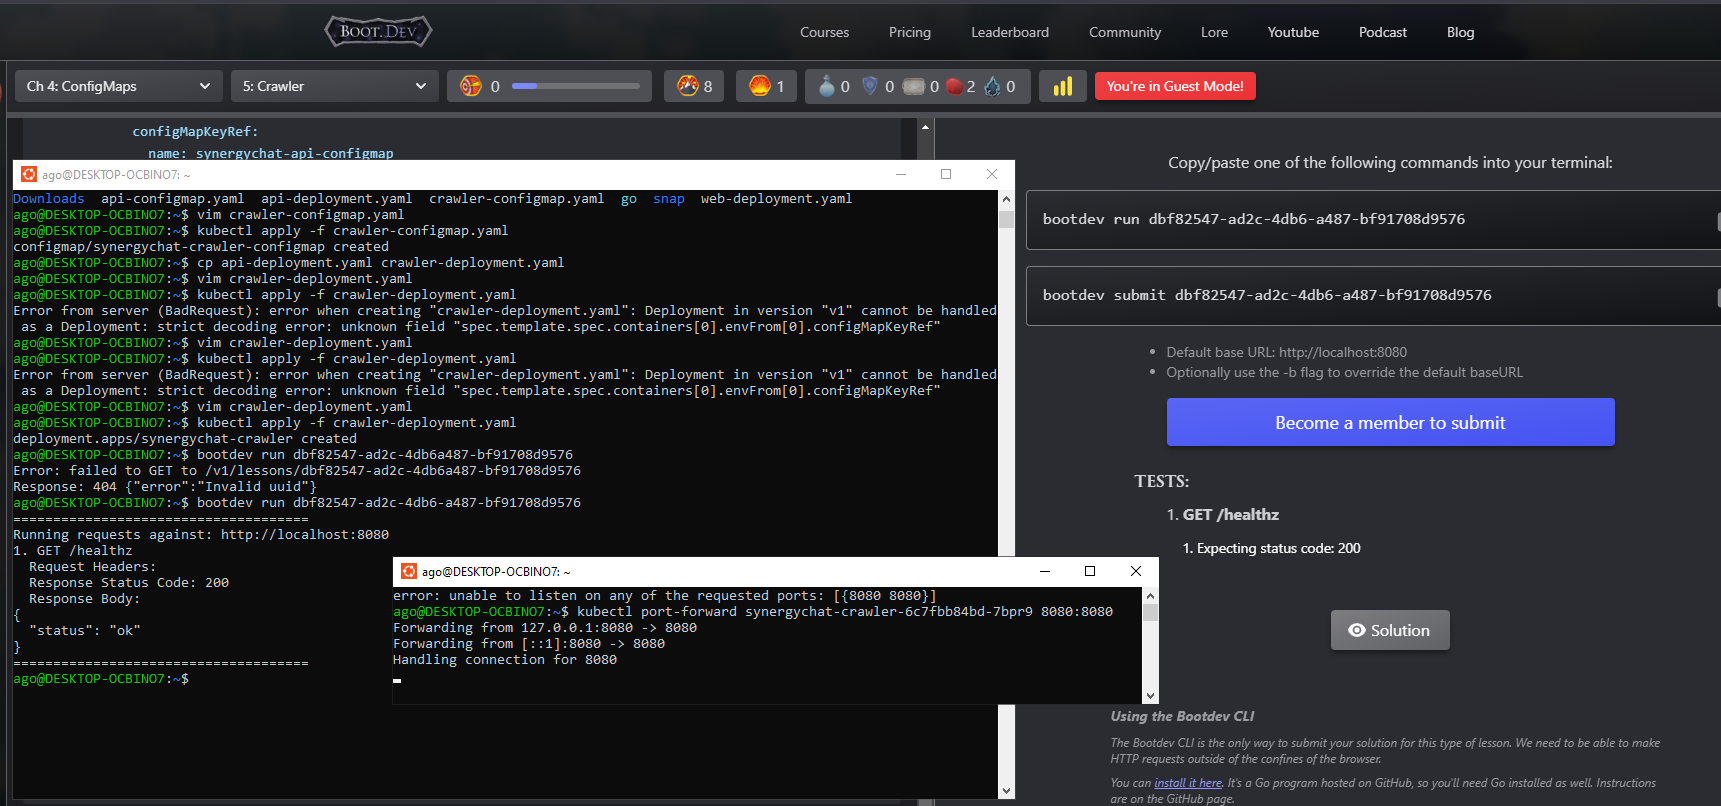 BOOT.DEV
Courses
Pricing
Leaderboard
Community
Lore
Youtube
Podcast
Blog
Ch 4: ConfigMaps
5: Crawler
0
8
1
0
0
0
2
0
You're in Guest Mode!
configMapKeyRef:
name: synergychat-api-configmap
ago@DESKTOP-OCBINO7: ~
Downloads api-configmap.yaml api-deployment.yaml crawler-configmap.yaml go snap web-deployment.yaml
ago@DESKTOP-OCBINO7:~$ vim crawler-configmap.yaml
ago@DESKTOP-OCBINO7:~$ kubectl apply -f crawler-configmap.yaml
configmap/synergychat-crawler-configmap created
ago@DESKTOP-OCBINO7:~$ cp api-deployment.yaml crawler-deployment.yaml
ago@DESKTOP-OCBINO7:~$ vim crawler-deployment.yaml
ago@DESKTOP-OCBINO7:~$ kubectl apply -f crawler-deployment.yaml
Error from server (BadRequest): error when creating "crawler-deployment.yaml": Deployment in version "v1" cannot be handled
as a Deployment: strict decoding error: unknown field "spec.template.spec.containers[0].envFrom[0].configMapKeyRef"
ago@DESKTOP-OCBINO7:~$ vim crawler-deployment.yaml
ago@DESKTOP-OCBINO7:~$ kubectl apply -f crawler-deployment.yaml
Error from server (BadRequest): error when creating "crawler-deployment.yaml": Deployment in version "v1" cannot be handled
as a Deployment: strict decoding error: unknown field "spec.template.spec.containers[0].envFrom[0].configMapKeyRef"
ago@DESKTOP-OCBINO7:~$ vim crawler-deployment.yaml
ago@DESKTOP-OCBINO7:~$ kubectl apply -f crawler-deployment.yaml
deployment.apps/synergychat-crawler created
ago@DESKTOP-OCBINO7:~$ bootdev run dbf82547-ad2c-4db6a487-bf91708d9576
Error: failed to GET to /v1/lessons/dbf82547-ad2c-4db6a487-bf91708d9576
Response: 404 {"error":"Invalid uuid"}
ago@DESKTOP-OCBINO7:~$ bootdev run dbf82547-ad2c-4db6-a487-bf91708d9576
=====================================
Running requests against: http://localhost:8080
1. GET /healthz
Request Headers:
Response Status Code: 200
Response Body:
{
"status": "ok"
}
=====================================
ago@DESKTOP-OCBINO7:~$
ago@DESKTOP-OCBINO7: ~
error: unable to listen on any of the requested ports: [{8080 8080}]
ago@DESKTOP-OCBINO7:~$ kubectl port-forward synergychat-crawler-6c7fbb84bd-7bpr9 8080:8080
Forwarding from 127.0.0.1:8080 -> 8080
Forwarding from [::1]:8080 -> 8080
Handling connection for 8080
Copy/paste one of the following commands into your terminal:
bootdev run dbf82547-ad2c-4db6-a487-bf91708d9576
bootdev submit dbf82547-ad2c-4db6-a487-bf91708d9576
• Default base URL: http://localhost:8080
• Optionally use the -b flag to override the default baseURL
Become a member to submit
TESTS:
1. GET /healthz
1. Expecting status code: 200
Solution
Using the Bootdev CLI
The Bootdev CLI is the only way to submit your solution for this type of lesson. We need to be able to make
HTTP requests outside of the confines of the browser.
You can install it here. It's a Go program hosted on GitHub, so you'll need Go installed as well. Instructions
are on the GitHub page.